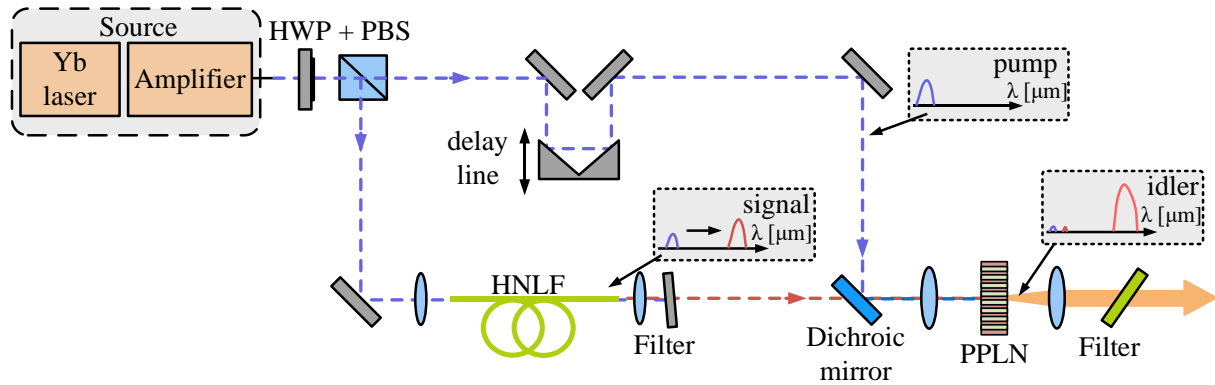 Source
Yb
laser
Amplifier
HWP + PBS
delay
line
pump
λ [μm]
signal
λ [μm]
idler
λ [μm]
HNLF
Filter
Dichroic
mirror
PPLN
Filter